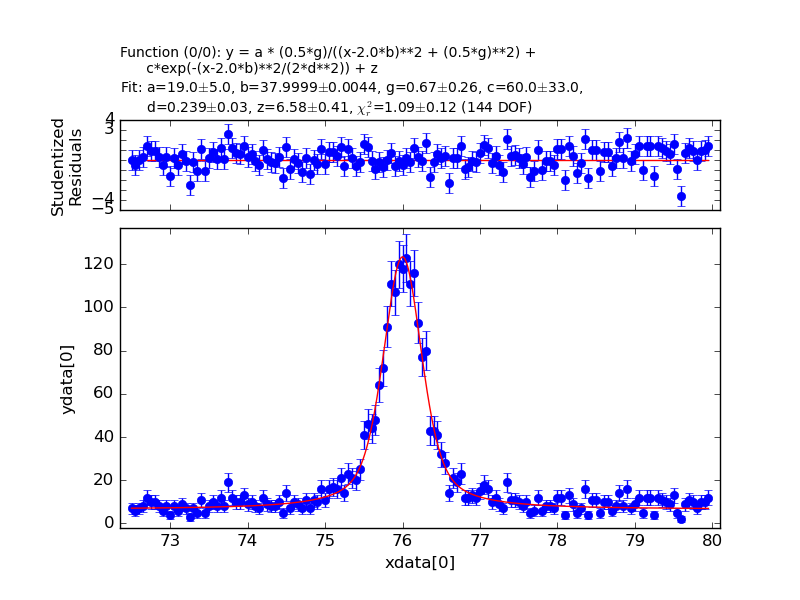 Function (0/0): y = a * (0.5*g)/((x-2.0*b)**2 + (0.5*g)**2) +
c*exp(-(x-2.0*b)**2/(2*d**2)) + z
Fit: a=19.0±5.0, b=37.9999±0.0044, g=0.67±0.26, c=60.0±33.0,
d=0.239±0.03, z=6.58±0.41, χ²ᵣ=1.09±0.12 (144 DOF)
Studentized
Residuals
4
3
−4
−5
ydata[0]
120
100
80
60
40
20
0
73 74 75 76 77 78 79 80
xdata[0]